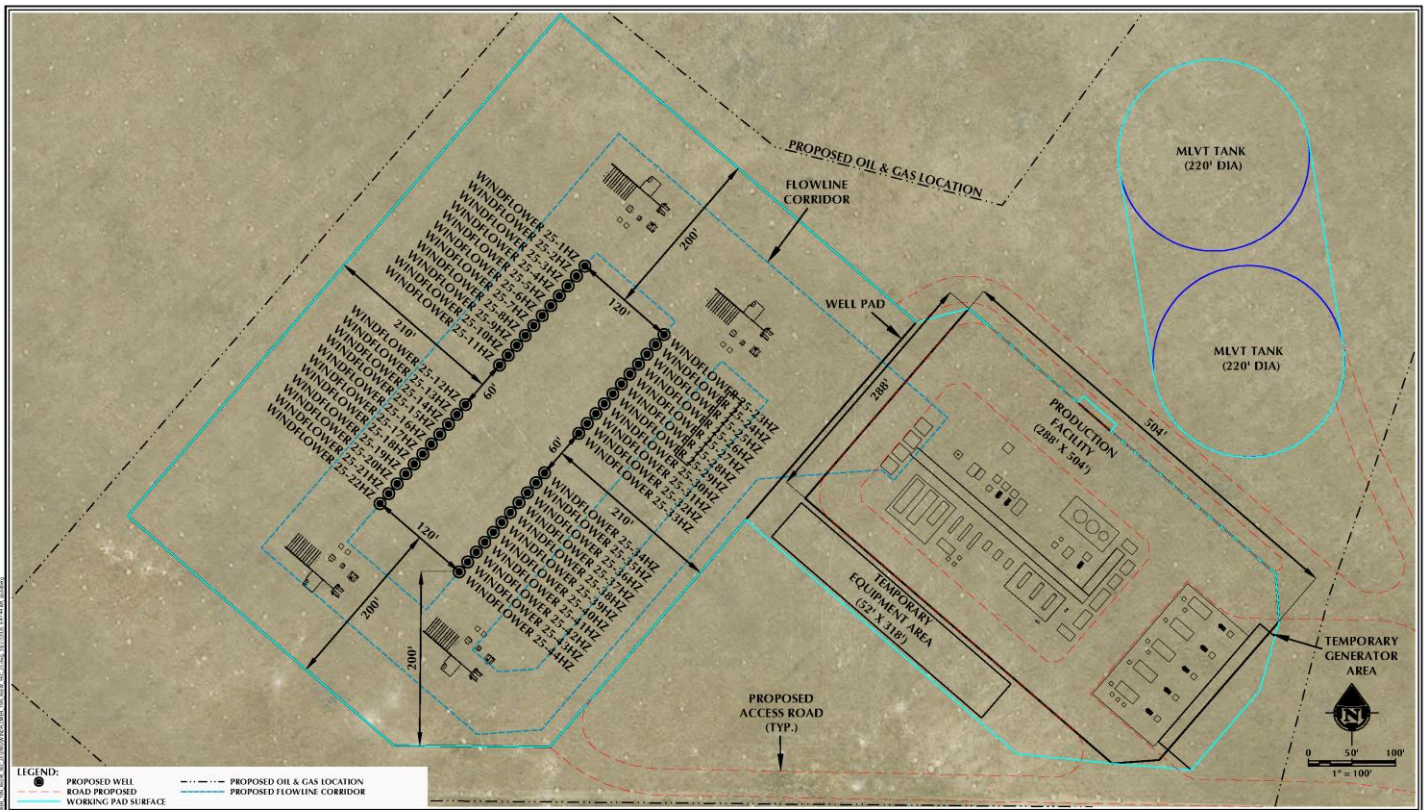 PROPOSED OIL & GAS LOCATION
FLOWLINE
CORRIDOR
MLVT TANK
(220' DIA)
MLVT TANK
(220' DIA)
WINDFLOWER 25-1HZ
WINDFLOWER 25-2HZ
WINDFLOWER 25-3HZ
WINDFLOWER 25-4HZ
WINDFLOWER 25-5HZ
WINDFLOWER 25-6HZ
WINDFLOWER 25-7HZ
WINDFLOWER 25-8HZ
WINDFLOWER 25-9HZ
WINDFLOWER 25-10HZ
WINDFLOWER 25-11HZ
200'
120'
210'
60'
WINDFLOWER 25-12HZ
WINDFLOWER 25-13HZ
WINDFLOWER 25-14HZ
WINDFLOWER 25-15HZ
WINDFLOWER 25-16HZ
WINDFLOWER 25-17HZ
WINDFLOWER 25-18HZ
WINDFLOWER 25-19HZ
WINDFLOWER 25-20HZ
WINDFLOWER 25-21HZ
WINDFLOWER 25-22HZ
WINDFLOWER 25-23HZ
WINDFLOWER 25-24HZ
WINDFLOWER 25-25HZ
WINDFLOWER 25-26HZ
WINDFLOWER 25-27HZ
WINDFLOWER 25-28HZ
WINDFLOWER 25-29HZ
WINDFLOWER 25-30HZ
WINDFLOWER 25-31HZ
WINDFLOWER 25-32HZ
WINDFLOWER 25-33HZ
60'
210'
WINDFLOWER 25-34HZ
WINDFLOWER 25-35HZ
WINDFLOWER 25-36HZ
WINDFLOWER 25-37HZ
WINDFLOWER 25-38HZ
WINDFLOWER 25-39HZ
WINDFLOWER 25-40HZ
WINDFLOWER 25-41HZ
WINDFLOWER 25-42HZ
WINDFLOWER 25-43HZ
WINDFLOWER 25-44HZ
120'
200'
200'
WELL PAD
288'
504'
PRODUCTION
FACILITY
(288' X 504')
TEMPORARY
EQUIPMENT AREA
(52' X 318')
TEMPORARY
GENERATOR
AREA
PROPOSED
ACCESS ROAD
(TYP.)
N
0 50' 100'
1" = 100'
LEGEND:
PROPOSED WELL
ROAD PROPOSED
WORKING PAD SURFACE
PROPOSED OIL & GAS LOCATION
PROPOSED FLOWLINE CORRIDOR